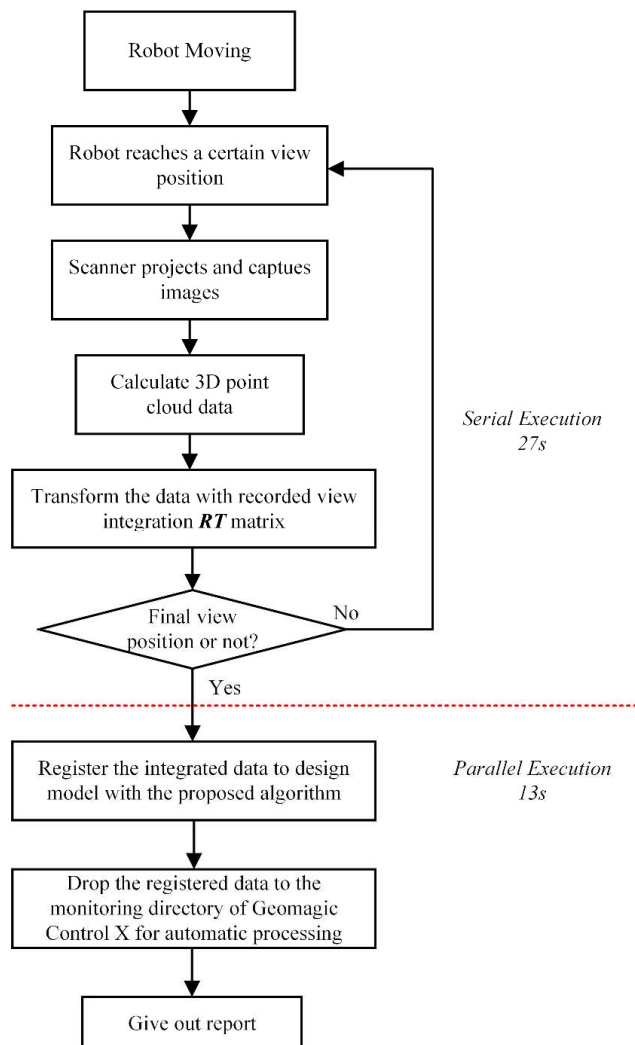 Robot Moving
Robot reaches a certain view
position
Scanner projects and captues
images
Calculate 3D point
cloud data
Serial Execution
27s
Transform the data with recorded view
integration RT matrix
Final view
position or not?
No
Yes
Register the integrated data to design
model with the proposed algorithm
Parallel Execution
13s
Drop the registered data to the
monitoring directory of Geomagic
Control X for automatic processing
Give out report